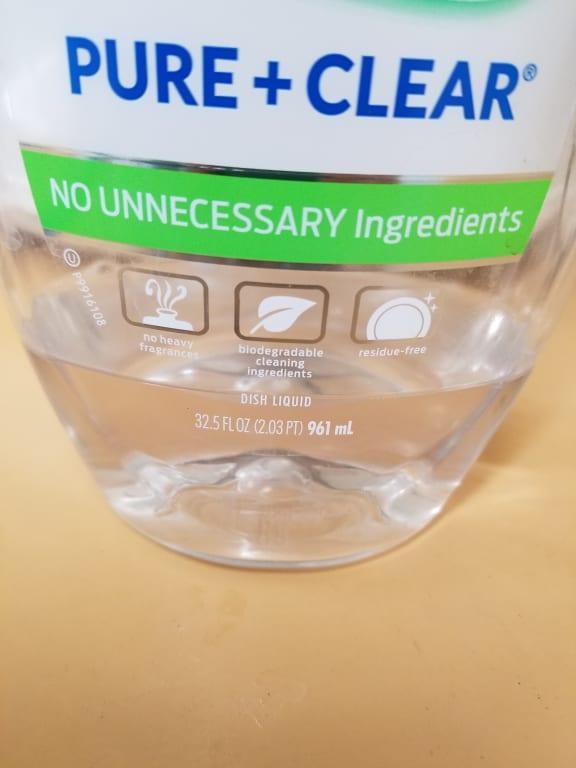 PURE + CLEAR®
NO UNNECESSARY Ingredients
U
P9916108
no heavy
fragrances
biodegradable
cleaning
ingredients
residue-free
DISH LIQUID
32.5 FL OZ (2.03 PT) 961 mL